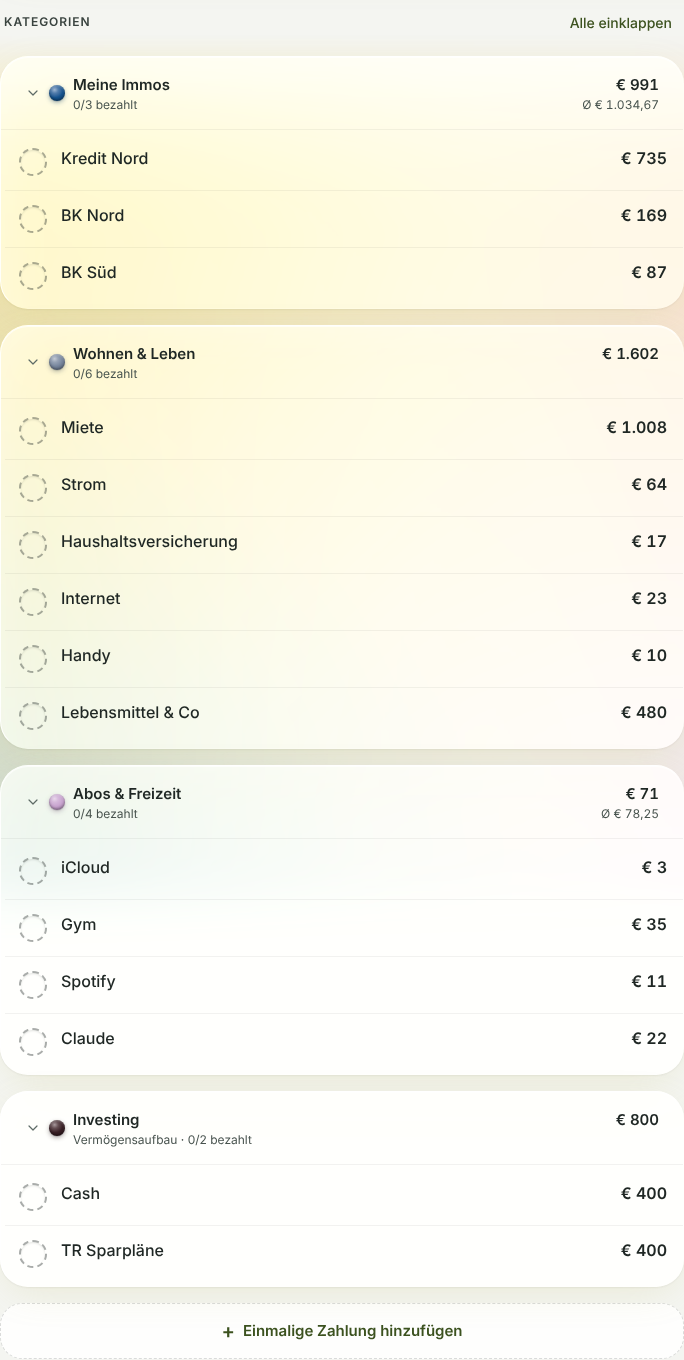 KATEGORIEN Alle einklappen
Meine Immos € 991
0/3 bezahlt Ø € 1.034,67
Kredit Nord € 735
BK Nord € 169
BK Süd € 87
Wohnen & Leben € 1.602
0/6 bezahlt
Miete € 1.008
Strom € 64
Haushaltsversicherung € 17
Internet € 23
Handy € 10
Lebensmittel & Co € 480
Abos & Freizeit € 71
0/4 bezahlt Ø € 78,25
iCloud € 3
Gym € 35
Spotify € 11
Claude € 22
Investing € 800
Vermögensaufbau · 0/2 bezahlt
Cash € 400
TR Sparpläne € 400
+ Einmalige Zahlung hinzufügen